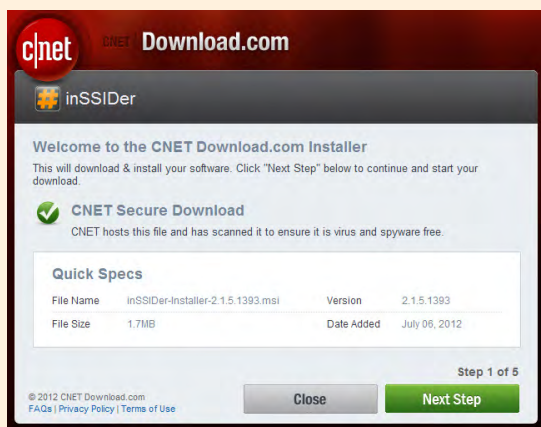 c|net CNET Download.com
inSSIDer
Welcome to the CNET Download.com Installer
This will download & install your software. Click "Next Step" below to continue and start your
download.
CNET Secure Download
CNET hosts this file and has scanned it to ensure it is virus and spyware free.
Quick Specs
File Name inSSIDer-Installer-2.1.5.1393.msi Version 2.1.5.1393
File Size 1.7MB Date Added July 06, 2012
Step 1 of 5
© 2012 CNET Download.com
FAQs | Privacy Policy | Terms of Use
Close Next Step